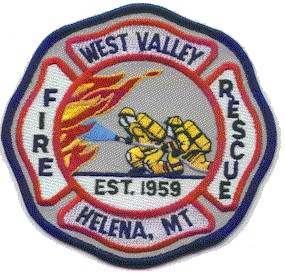 WEST VALLEY
FIRE
RESCUE
EST. 1959
HELENA, MT